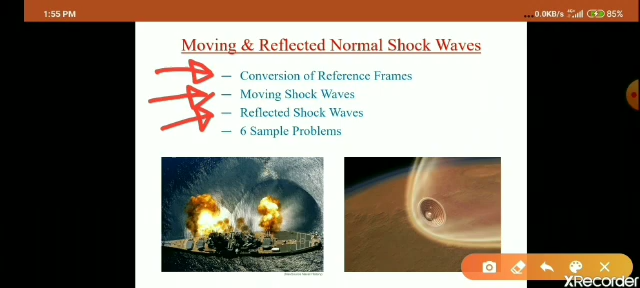 1:55 PM
...0.0KB/s 85%
Moving & Reflected Normal Shock Waves
— Conversion of Reference Frames
— Moving Shock Waves
— Reflected Shock Waves
— 6 Sample Problems
XRecorder